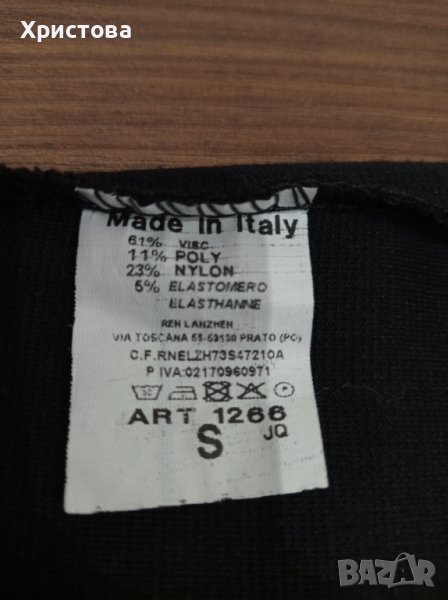 Христова
Made in Italy
61% VISC
11% POLY
23% NYLON
5% ELASTOMERO
ELASTHANNE
REN LANZHEN
VIA TOSCANA 55-59100 PRATO (PO)
C.F.RNELZH73S47210A
P IVA:02170960971
ART 1266
S JQ
BAZAR